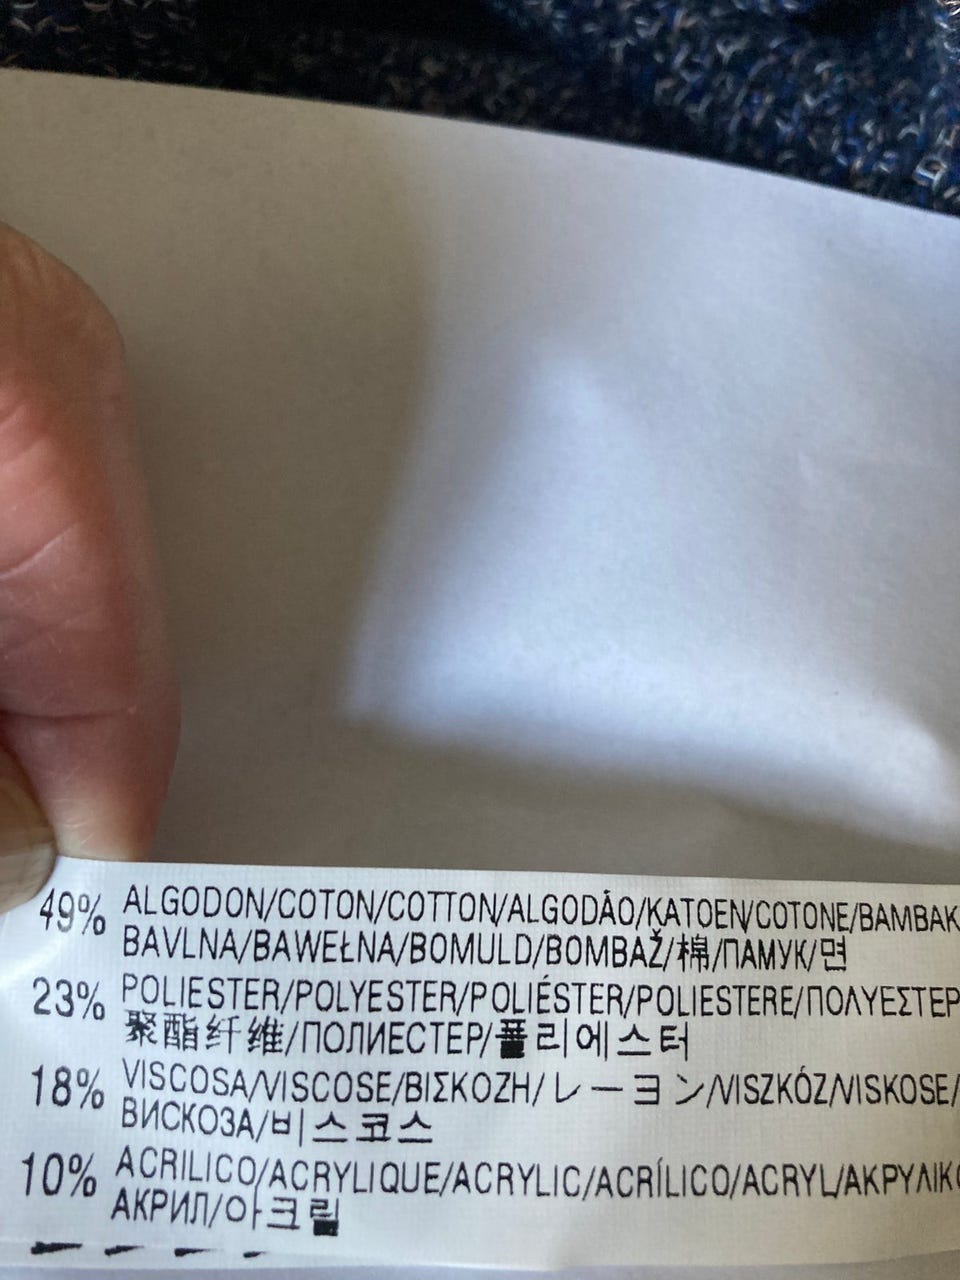 49% ALGODON/COTON/COTTON/ALGODÃO/KATOEN/COTONE/BAMBAK
BAVLNA/BAWEŁNA/BOMULD/BOMBAŽ/棉/ПАМУК/면
23% POLIESTER/POLYESTER/POLIÉSTER/POLIESTERE/ΠΟΛΥΕΣΤΕΡ
聚酯纤维/ПОЛИЕСТЕР/폴리에스터
18% VISCOSA/VISCOSE/ΒΙΣΚΟΖΗ/レーヨン/VISZKÓZ/VISKOSE/
ВИСКОЗА/비스코스
10% ACRILICO/ACRYLIQUE/ACRYLIC/ACRÍLICO/ACRYL/ΑΚΡΥΛΙΚ
АКРИЛ/아크릴